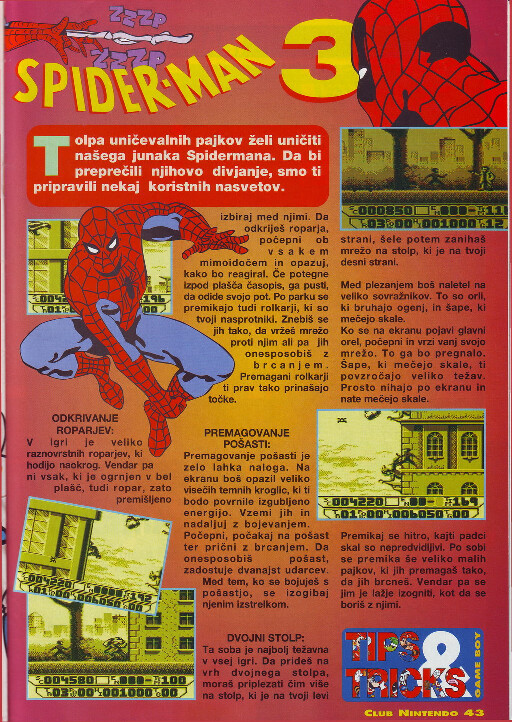 ZZZP
ZZZP
SPIDER-MAN 3
Tolpa uničevalnih pajkov želi uničiti
našega junaka Spidermana. Da bi
preprečili njihovo divjanje, smo ti
pripravili nekaj koristnih nasvetov.
ODKRIVANJE
ROPARJEV:
V igri je veliko
raznovrstnih roparjev, ki
hodijo naokrog. Vendar pa
ni vsak, ki je ogrnjen v bel
plašč, tudi ropar, zato
premišljeno
izbiraj med njimi. Da
odkriješ roparja,
počepni ob
vsakem
mimoidočem in opazuj,
kako bo reagiral. Če potegne
izpod plašča časopis, ga pusti,
da odide svojo pot. Po parku se
premikajo tudi rolkarji, ki so
tvoji nasprotniki. Znebiš se
jih tako, da vržeš mrežo
proti njim ali pa jih
onesposobiš z
brcanjem.
Premagani rolkarji
ti prav tako prinašajo
točke.
PREMAGOVANJE
POŠASTI:
Premagovanje pošasti je
zelo lahka naloga. Na
ekranu boš opazil veliko
visečih temnih kroglic, ki ti
bodo povrnile izgubljeno
energijo. Vzemi jih in
nadaljuj z bojevanjem.
Počepni, počakaj na pošast
ter prični z brcanjem. Da
onesposobiš pošast,
zadostuje dvanajst udarcev.
Med tem, ko se bojuješ s
pošastjo, se izogibaj
njenim izstrelkom.
DVOJNI STOLP:
Ta soba je najbolj težavna
v vsej igri. Da prideš na
vrh dvojnega stolpa,
moraš priplezati čim više
na stolp, ki je na tvoji levi
strani, šele potem zanihaš
mrežo na stolp, ki je na tvoji
desni strani.
Med plezanjem boš naletel na
veliko sovražnikov. To so orli,
ki bruhajo ogenj, in šape, ki
mečejo skale.
Ko se na ekranu pojavi glavni
orel, počepni in vrzi vanj svojo
mrežo. To ga bo pregnalo.
Šape, ki mečejo skale, ti
povzročajo veliko težav.
Prosto nihajo po ekranu in
nate mečejo skale.
Premikaj se hitro, kajti padci
skal so nepredvidljivi. Po sobi
se premika še veliko malih
pajkov, ki jih premagaš tako,
da jih brcneš. Vendar pa se
jim je lažje izogniti, kot da se
boriš z njimi.
TIPS
&
TRICKS
GAME BOY
CLUB NINTENDO 43